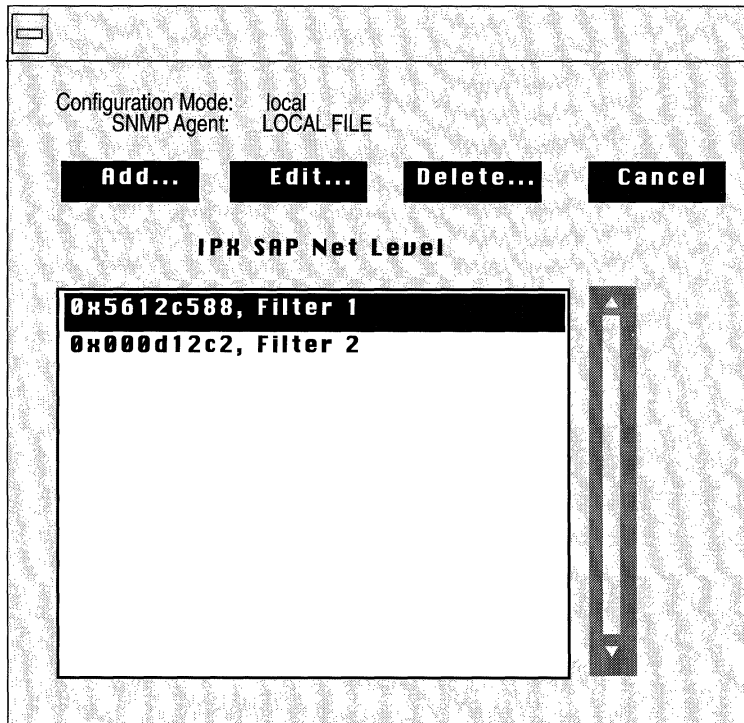 Configuration Mode: local
SNMP Agent: LOCAL FILE
Add... Edit... Delete... Cancel
IPX SAP Net Level
0x5612c588, Filter 1
0x000d12c2, Filter 2